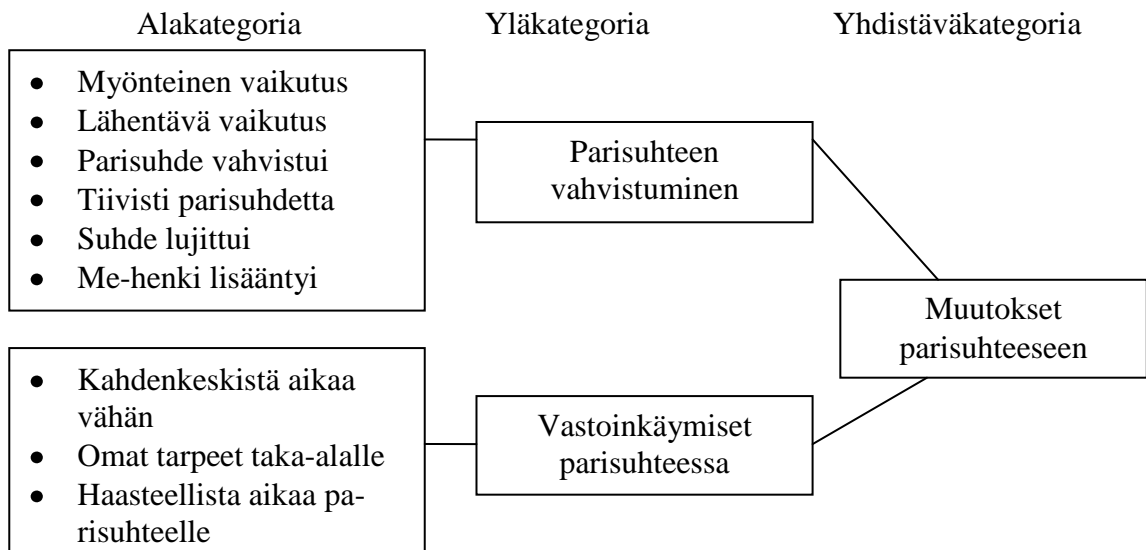 Alakategoria Yläkategoria Yhdistäväkategoria
• Myönteinen vaikutus
• Lähentävä vaikutus
• Parisuhde vahvistui
• Tiivisti parisuhdetta
• Suhde lujittui
• Me-henki lisääntyi
Parisuhteen
vahvistuminen
Muutokset
parisuhteeseen
• Kahdenkeskistä aikaa
vähän
• Omat tarpeet taka-alalle
• Haasteellista aikaa pa-
risuhteelle
Vastoinkäymiset
parisuhteessa